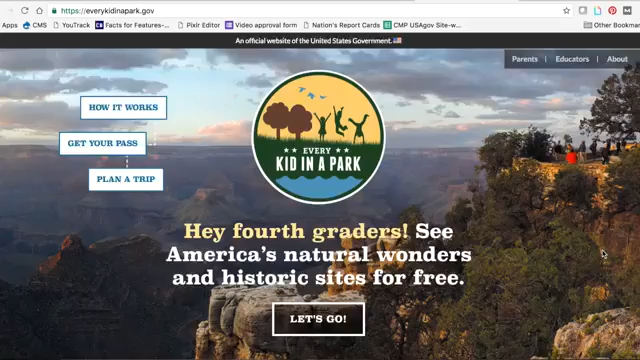 https://everykidinapark.gov
Apps
CMS
YouTrack
Facts for Features-...
Pixlr Editor
Video approval form
Nation's Report Cards
CMP USAgov Site-w...
Other Bookmar
An official website of the United States Government.
Parents | Educators | About
HOW IT WORKS
GET YOUR PASS
PLAN A TRIP
EVERY
KID IN A PARK
Hey fourth graders! See
America's natural wonders
and historic sites for free.
LET'S GO!